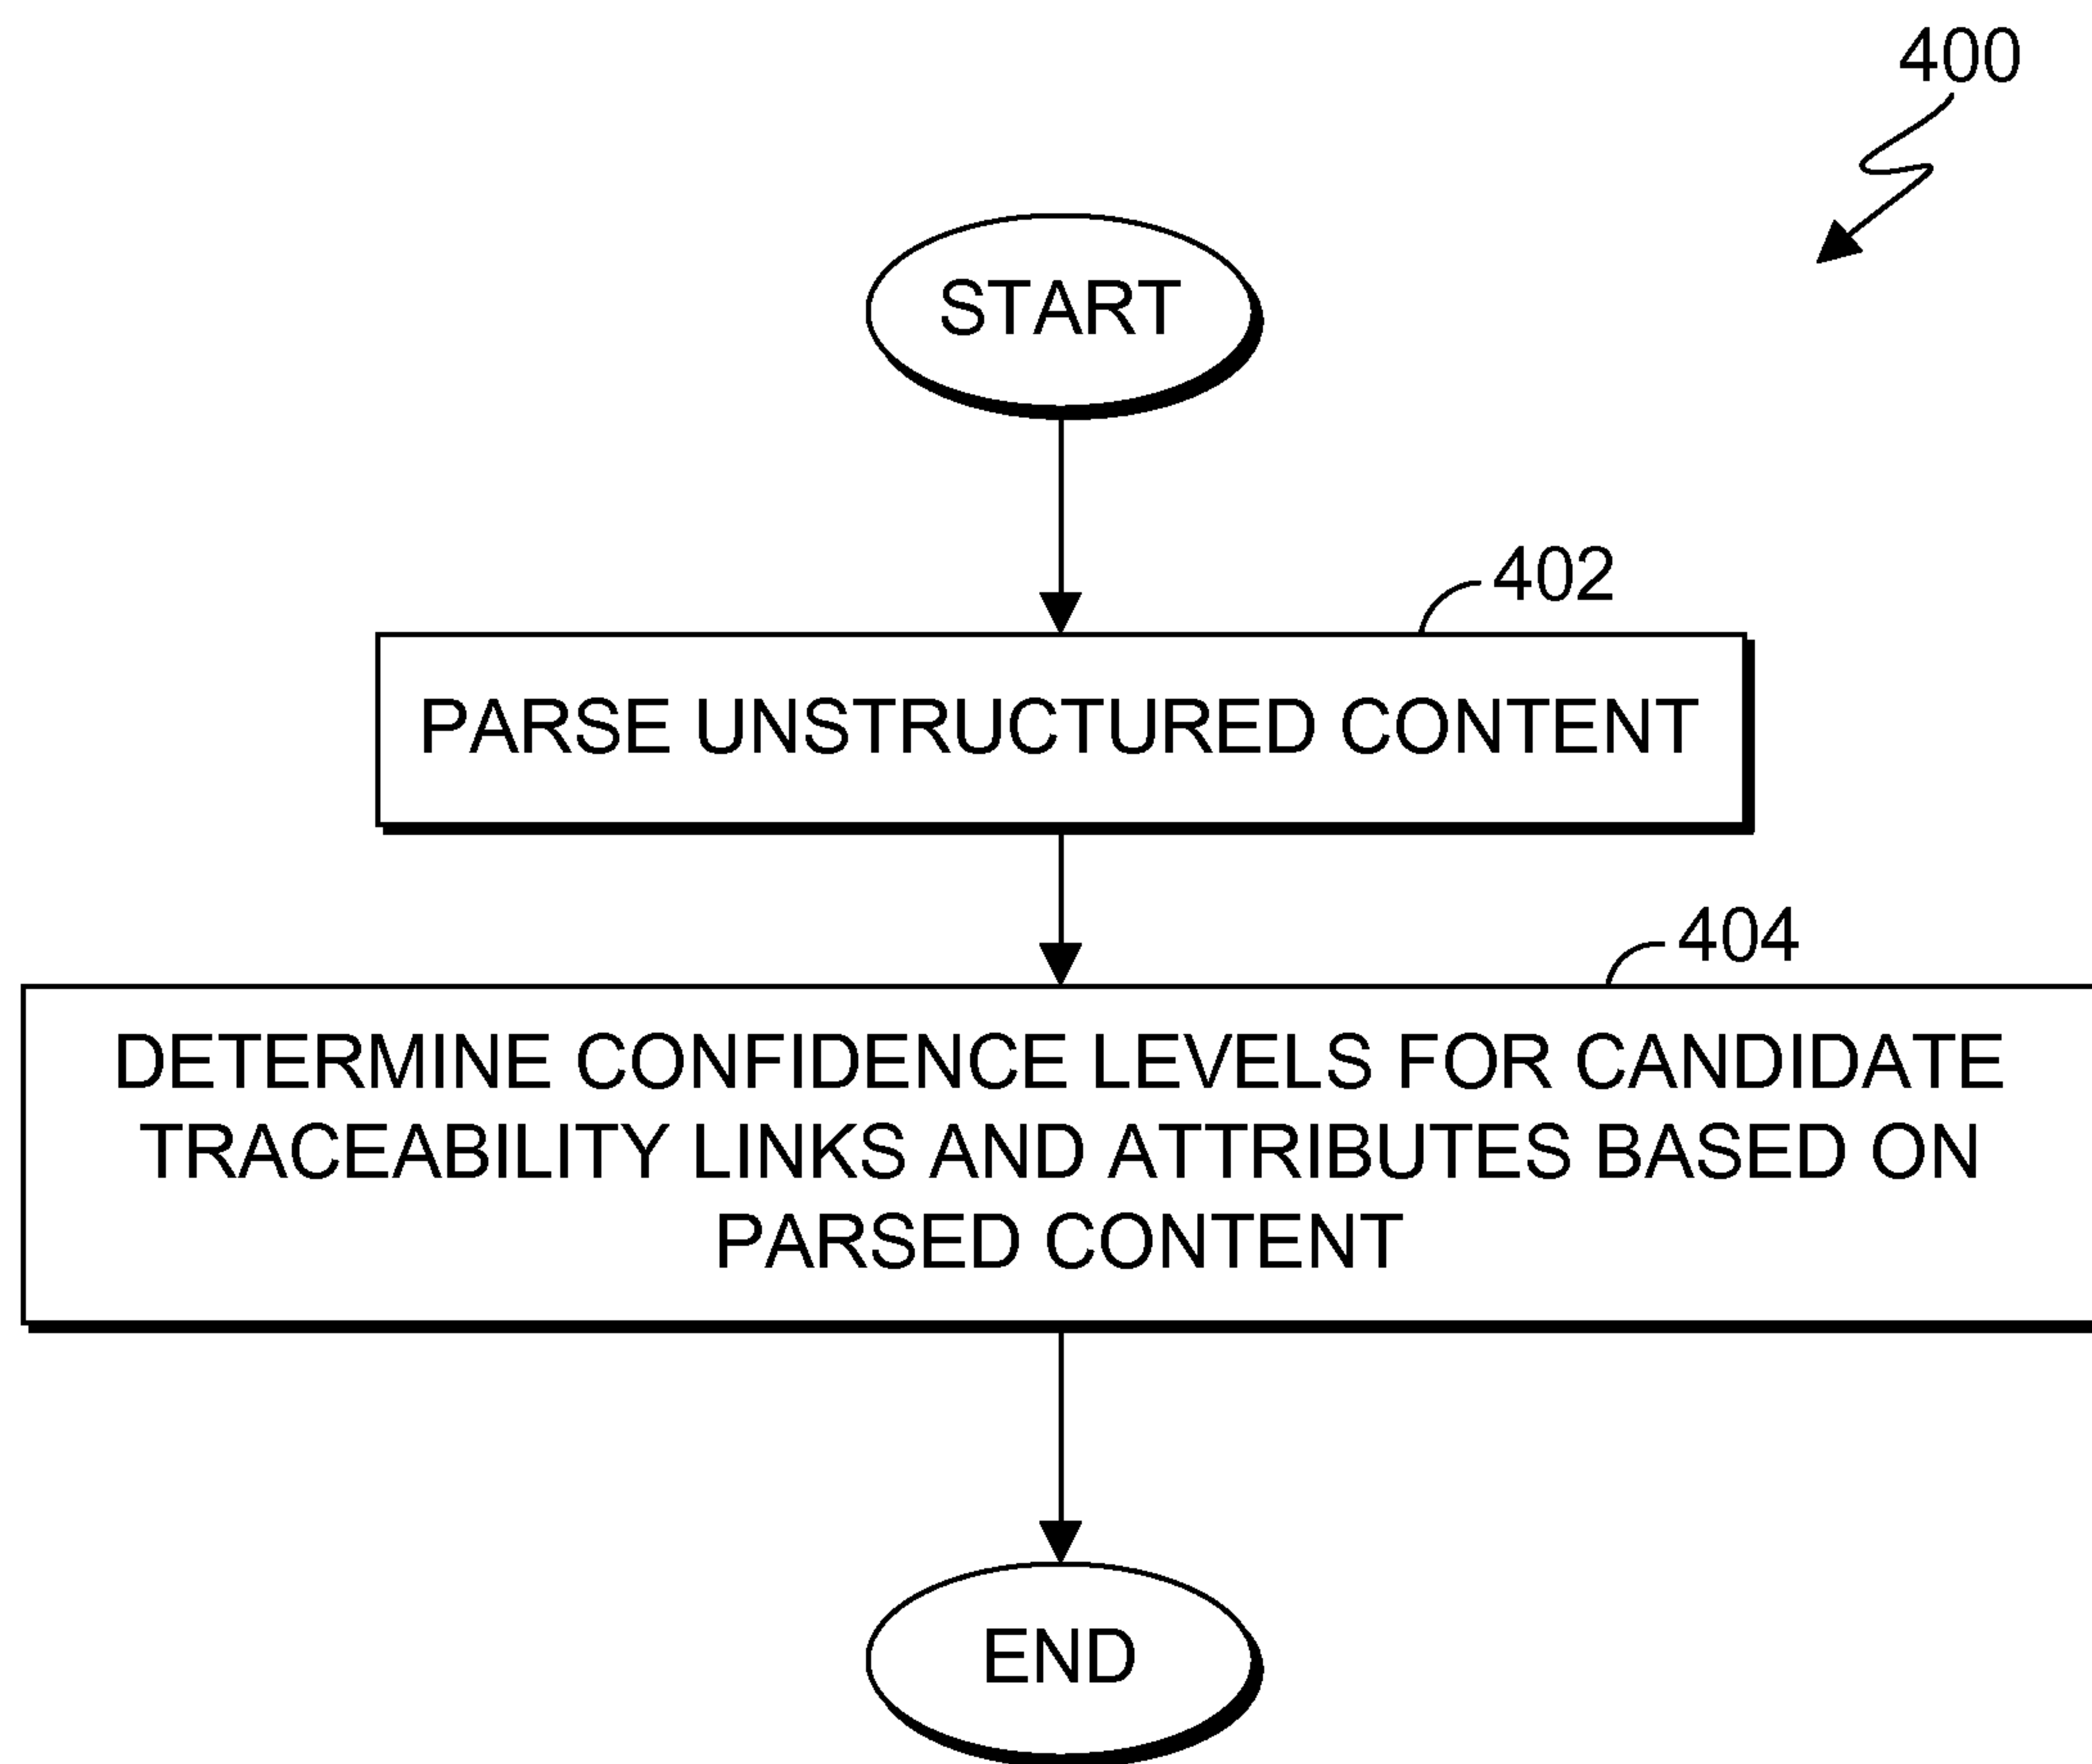 400
START
402
PARSE UNSTRUCTURED CONTENT
404
DETERMINE CONFIDENCE LEVELS FOR CANDIDATE
TRACEABILITY LINKS AND ATTRIBUTES BASED ON
PARSED CONTENT
END